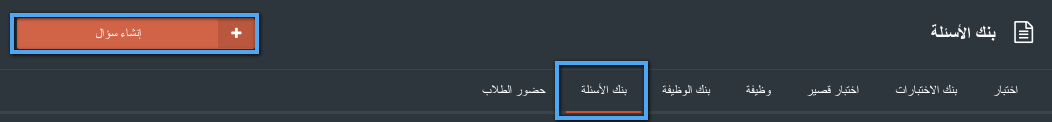 بنك الأسئلة
إنشاء سؤال
اختبار بنك الاختبارات اختبار قصير وظيفة بنك الوظيفة بنك الأسئلة حضور الطلاب